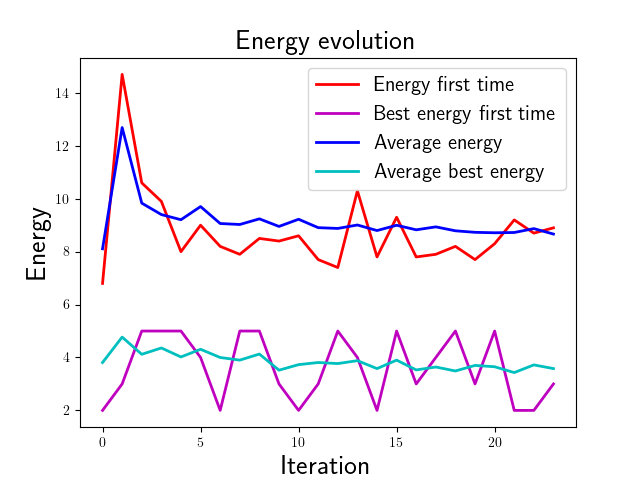 Energy evolution
Energy first time
Best energy first time
Average energy
Average best energy
Energy
14
12
10
8
6
4
2
0
5
10
15
20
Iteration